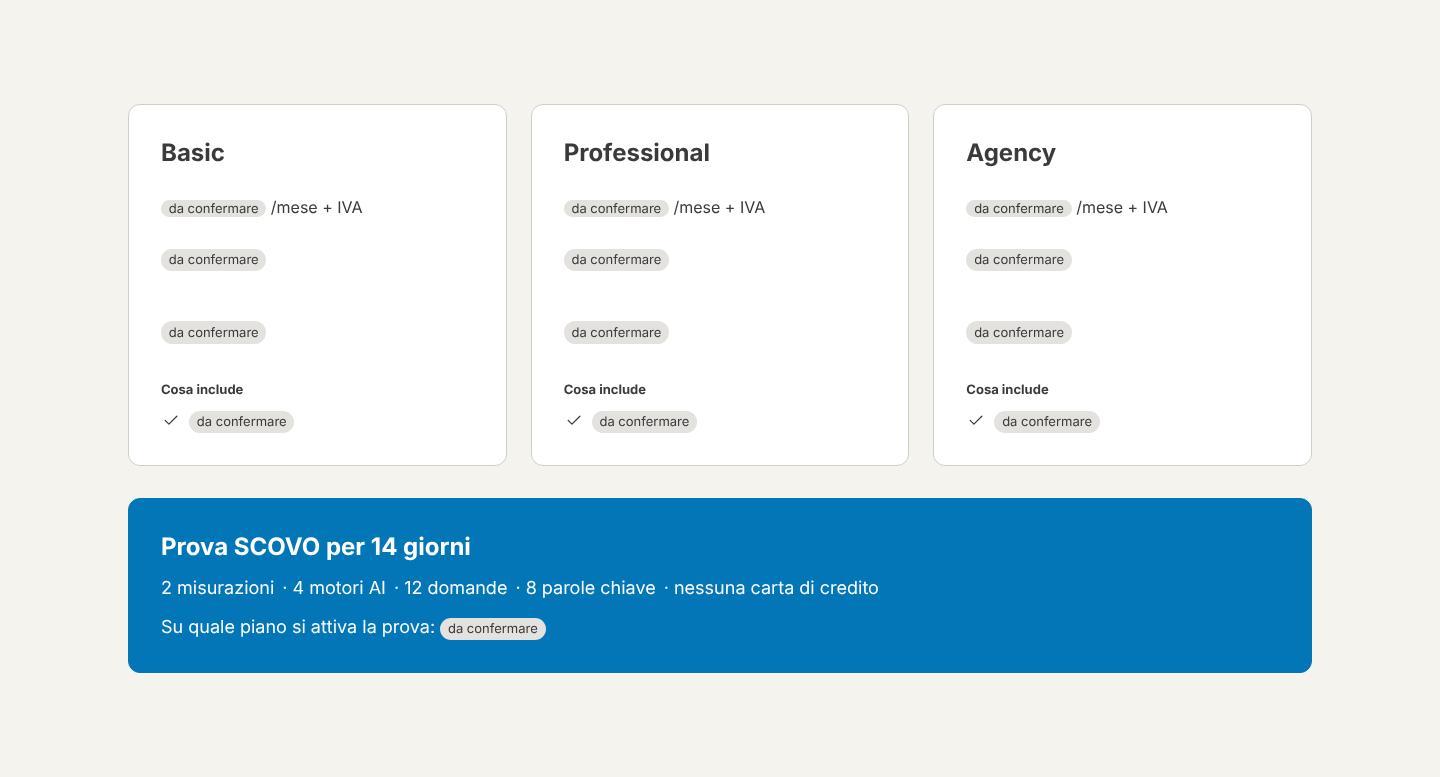 Basic
da confermare /mese + IVA
da confermare
da confermare
Cosa include
da confermare
Professional
da confermare /mese + IVA
da confermare
da confermare
Cosa include
da confermare
Agency
da confermare /mese + IVA
da confermare
da confermare
Cosa include
da confermare
Prova SCOVO per 14 giorni
2 misurazioni · 4 motori AI · 12 domande · 8 parole chiave · nessuna carta di credito
Su quale piano si attiva la prova: da confermare